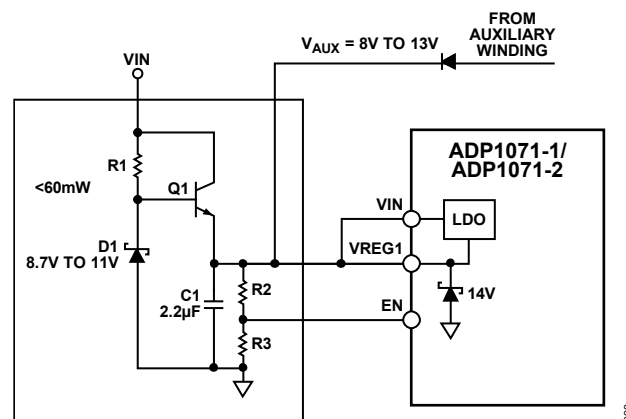 FROM
AUXILIARY
WINDING
VAUX = 8V TO 13V
VIN
R1
<60mW
Q1
D1
8.7V TO 11V
C1
2.2µF
R2
R3
ADP1071-1/
ADP1071-2
VIN
LDO
VREG1
14V
EN